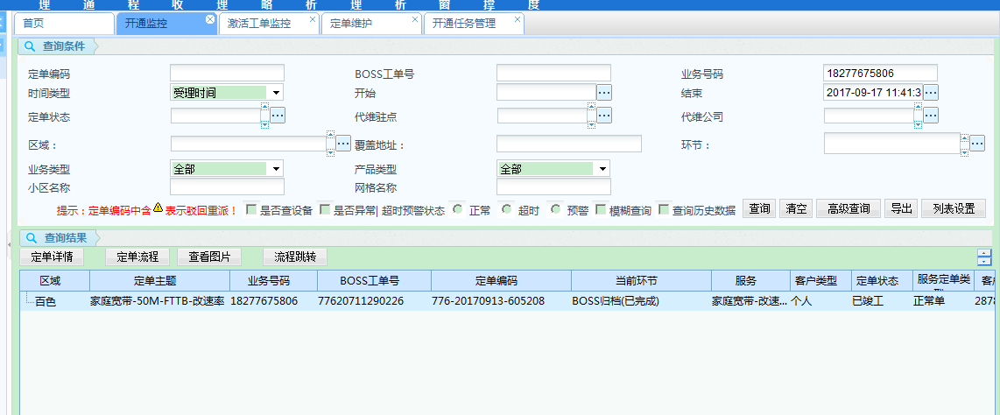 理 通 程 收 理 略 析 理 析 窗 撑 度
首页 开通监控 激活工单监控 定单维护 开通任务管理
查询条件
定单编码 BOSS工单号 业务号码 18277675806
时间类型 受理时间 开始 结束 2017-09-17 11:41:3
定单状态 代维驻点 代维公司
区域： 覆盖地址： 环节：
业务类型 全部 产品类型 全部
小区名称 网格名称
提示：定单编码中含 表示驳回重派！ 是否查设备 是否异常| 超时预警状态 正常 超时 预警 模糊查询 查询历史数据 查询 清空 高级查询 导出 列表设置
查询结果
定单详情 定单流程 查看图片 流程跳转
区域 定单主题 业务号码 BOSS工单号 定单编码 当前环节 服务 客户类型 定单状态 服务定单类型 客
百色 家庭宽带-50M-FTTB-改速率 18277675806 77620711290226 776-20170913-605208 BOSS归档(已完成) 家庭宽带-改速... 个人 已竣工 正常单 2878